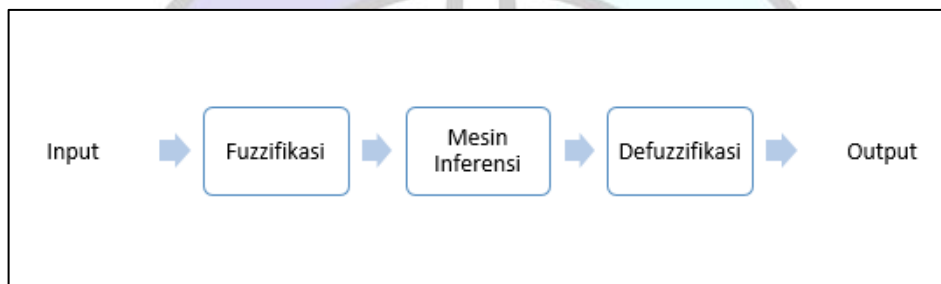 Input
Fuzzifikasi
Mesin
Inferensi
Defuzzifikasi
Output